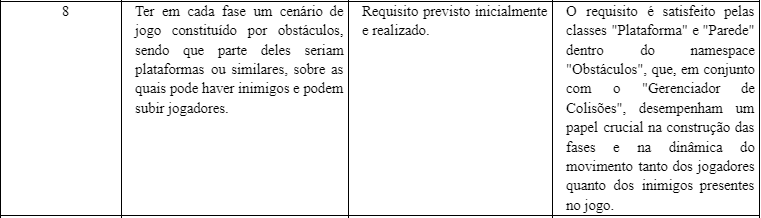 8
Ter em cada fase um cenário de
jogo constituído por obstáculos,
sendo que parte deles seriam
plataformas ou similares, sobre as
quais pode haver inimigos e podem
subir jogadores.
Requisito previsto inicialmente
e realizado.
O requisito é satisfeito pelas
classes "Plataforma" e "Parede"
dentro do namespace
"Obstáculos", que, em conjunto
com o "Gerenciador de
Colisões", desempenham um
papel crucial na construção das
fases e na dinâmica do
movimento tanto dos jogadores
quanto dos inimigos presentes
no jogo.